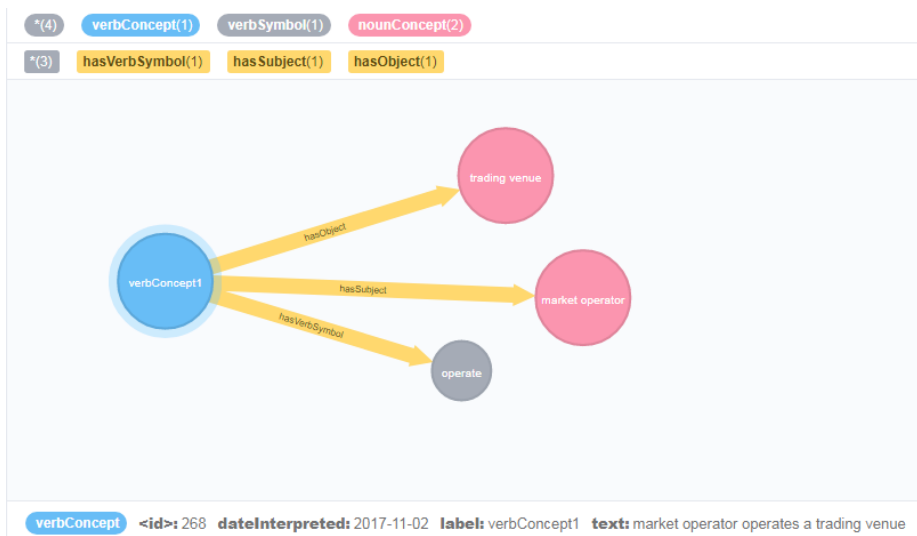 *(4) verbConcept(1) verbSymbol(1) nounConcept(2)
*(3) hasVerbSymbol(1) hasSubject(1) hasObject(1)
trading venue
hasObject
verbConcept1
hasSubject
market operator
hasVerbSymbol
operate
verbConcept <id>: 268 dateInterpreted: 2017-11-02 label: verbConcept1 text: market operator operates a trading venue